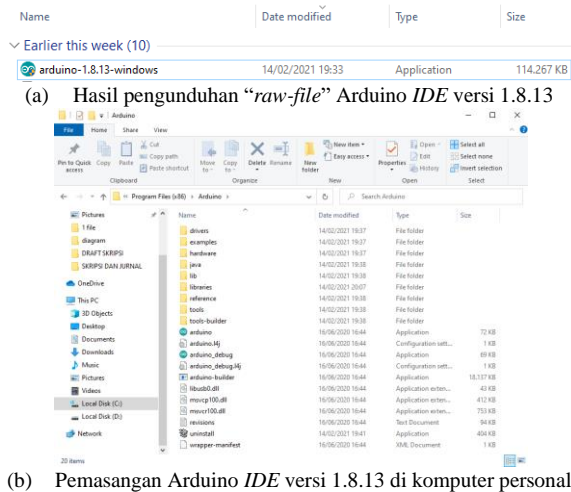 Name Date modified Type Size
Earlier this week (10)
arduino-1.8.13-windows 14/02/2021 19:33 Application 114.267 KB
(a) Hasil pengunduhan “raw-file” Arduino IDE versi 1.8.13
Arduino
File Home Share View
Pin to Quick access Copy Paste Cut Copy path Paste shortcut Move to Copy to Delete Rename New folder New item Easy access Properties Open Edit History Select all Select none Invert selection
Clipboard Organize New Open Select
Program Files (x86) > Arduino > Search Arduino
Name Date modified Type Size
Pictures
1 file
diagram
DRAFT SKRIPSI
SKRIPSI DAN JURNAL
OneDrive
This PC
3D Objects
Desktop
Documents
Downloads
Music
Pictures
Videos
Local Disk (C:)
Local Disk (D:)
Network
drivers 14/02/2021 19:37 File folder
examples 14/02/2021 19:37 File folder
hardware 14/02/2021 19:37 File folder
java 14/02/2021 19:38 File folder
lib 14/02/2021 19:38 File folder
libraries 14/02/2021 20:07 File folder
reference 14/02/2021 19:38 File folder
tools 14/02/2021 19:38 File folder
tools-builder 14/02/2021 19:38 File folder
arduino 16/06/2020 16:44 Application 72 KB
arduino.l4j 16/06/2020 16:44 Configuration sett... 1 KB
arduino_debug 16/06/2020 16:44 Application 69 KB
arduino_debug.l4j 16/06/2020 16:44 Configuration sett... 1 KB
arduino-builder 16/06/2020 16:44 Application 18.137 KB
libusb0.dll 16/06/2020 16:44 Application exten... 43 KB
msvcp100.dll 16/06/2020 16:44 Application exten... 412 KB
msvcr100.dll 16/06/2020 16:44 Application exten... 753 KB
revisions 16/06/2020 16:44 Text Document 94 KB
uninstall 14/02/2021 19:41 Application 404 KB
wrapper-manifest 16/06/2020 16:44 XML Document 1 KB
20 items
(b) Pemasangan Arduino IDE versi 1.8.13 di komputer personal